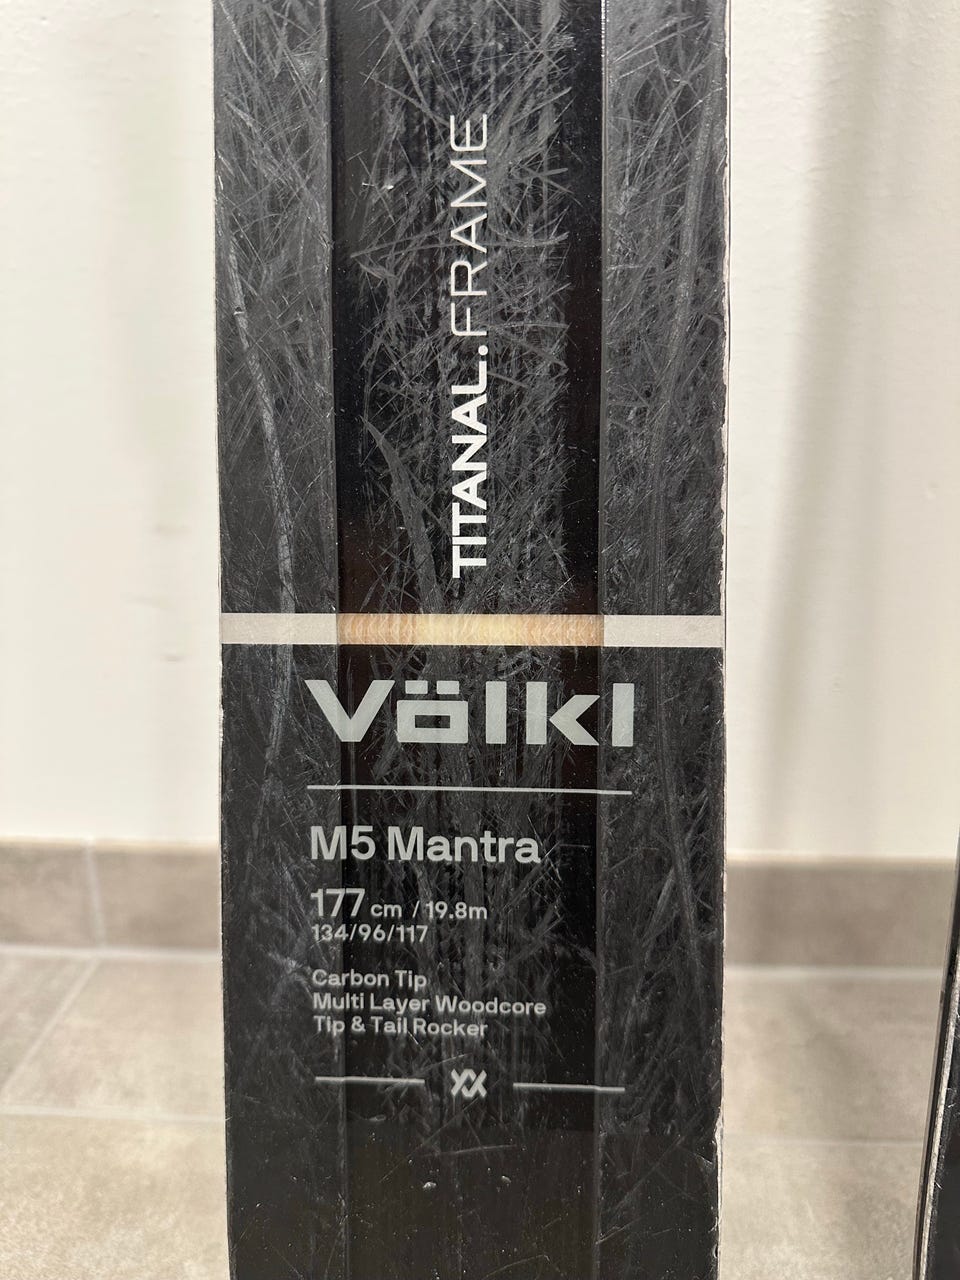 TITANAL.FRAME
Völkl
M5 Mantra
177 cm / 19.8m
134/96/117
Carbon Tip
Multi Layer Woodcore
Tip & Tail Rocker